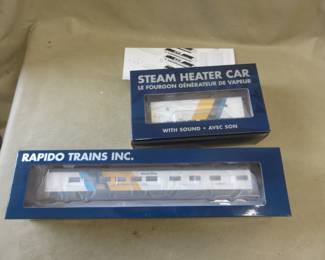 STEAM HEATER CAR
LE FOURGON GÉNÉRATEUR DE VAPEUR
WITH SOUND • AVEC SON
RAPIDO TRAINS INC.